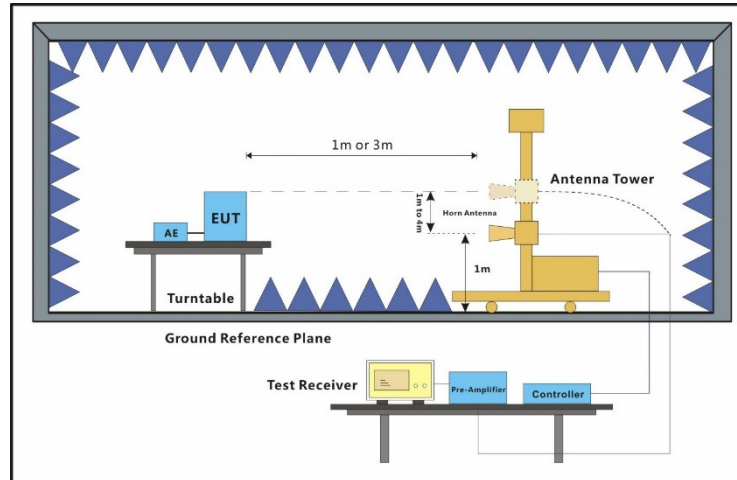 1m or 3m
Antenna Tower
1m to 4m
Horn Antenna
EUT
AE
1m
Turntable
Ground Reference Plane
Test Receiver
Pre-Amplifier
Controller